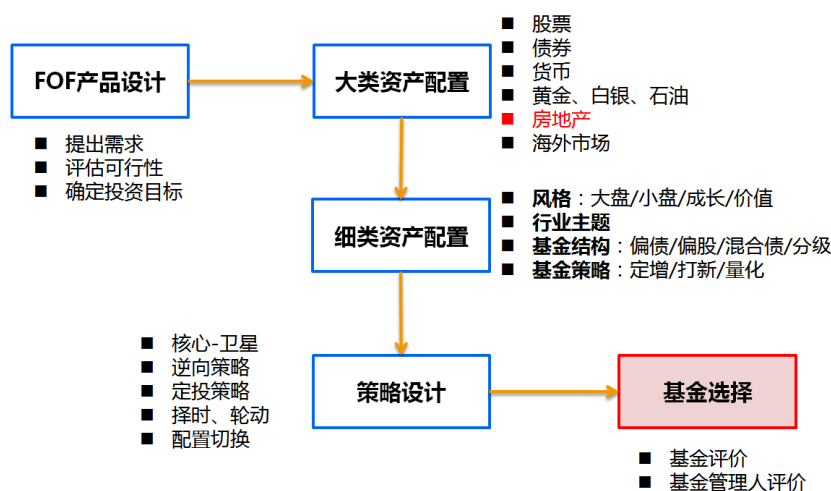 FOF产品设计
■ 提出需求
■ 评估可行性
■ 确定投资目标
大类资产配置
■ 股票
■ 债券
■ 货币
■ 黄金、白银、石油
■ 房地产
■ 海外市场
细类资产配置
■ 风格：大盘/小盘/成长/价值
■ 行业主题
■ 基金结构：偏债/偏股/混合债/分级
■ 基金策略：定增/打新/量化
策略设计
■ 核心-卫星
■ 逆向策略
■ 定投策略
■ 择时、轮动
■ 配置切换
基金选择
■ 基金评价
■ 基金管理人评价